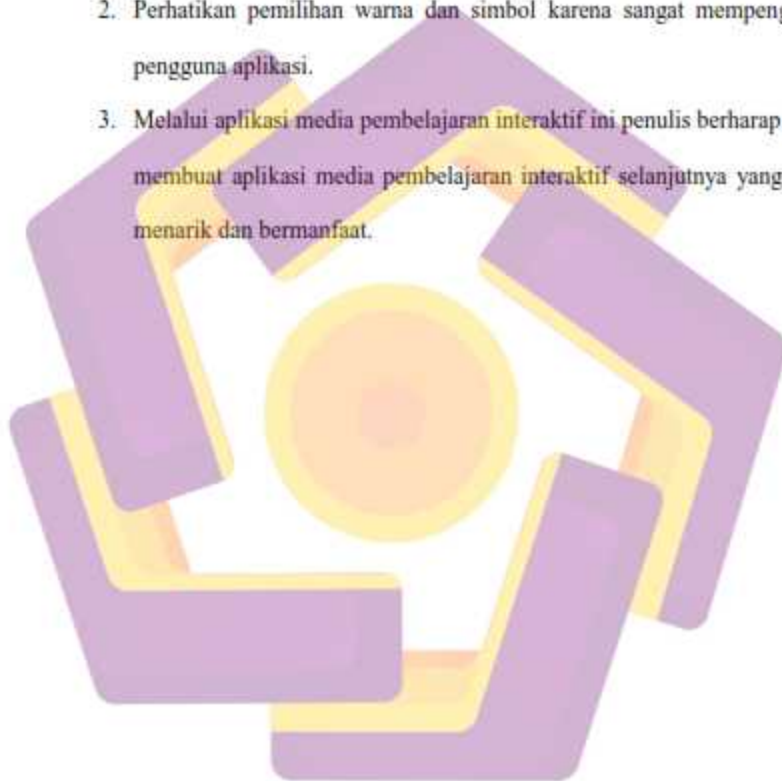 2. Perhatikan pemilihan warna dan simbol karena sangat
pengguna aplikasi.
3. Melalui aplikasi media pembelajaran interaktif ini penulis berharap
membuat aplikasi media pembelajaran interaktif selanjutnya yang
menarik dan bermanfaat.